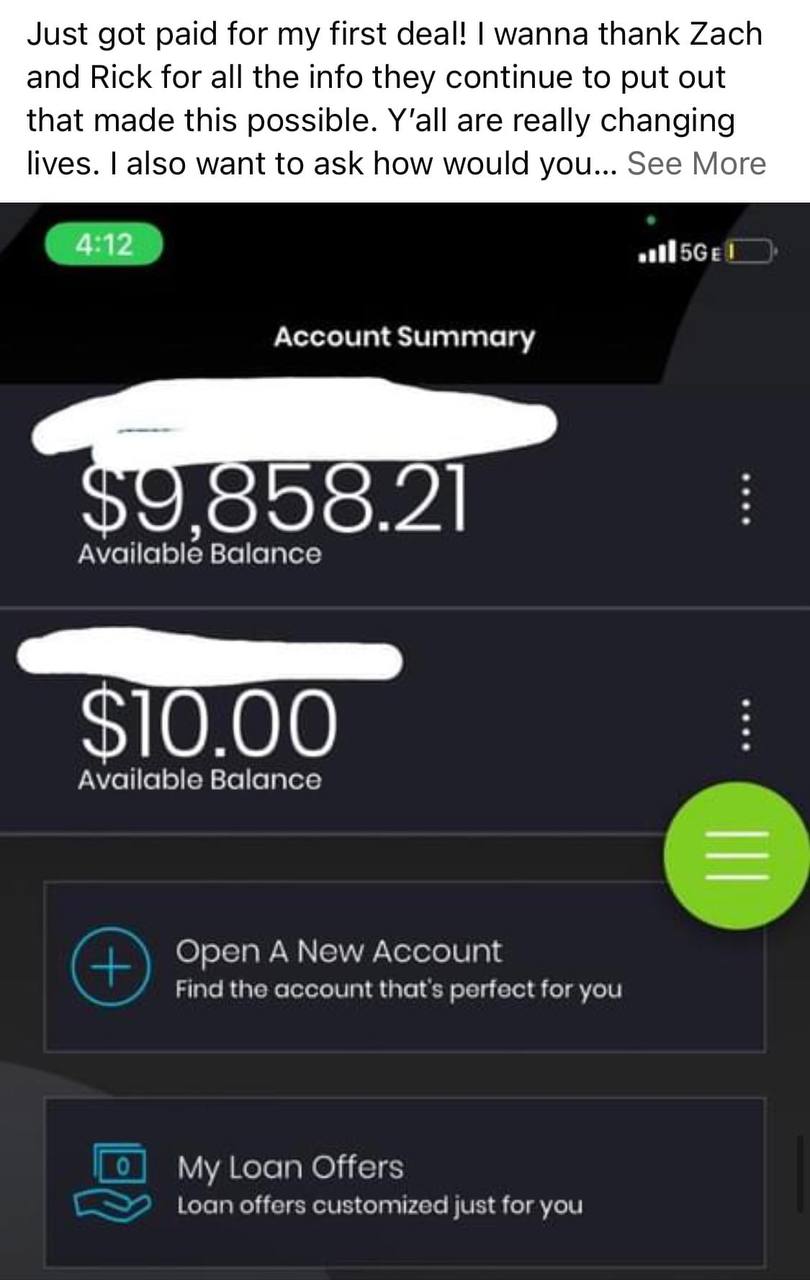 Just got paid for my first deal! I wanna thank Zach
and Rick for all the info they continue to put out
that made this possible. Y’all are really changing
lives. I also want to ask how would you... See More
4:12
5GE
Account Summary
$9,858.21
Available Balance
$10.00
Available Balance
Open A New Account
Find the account that's perfect for you
My Loan Offers
Loan offers customized just for you